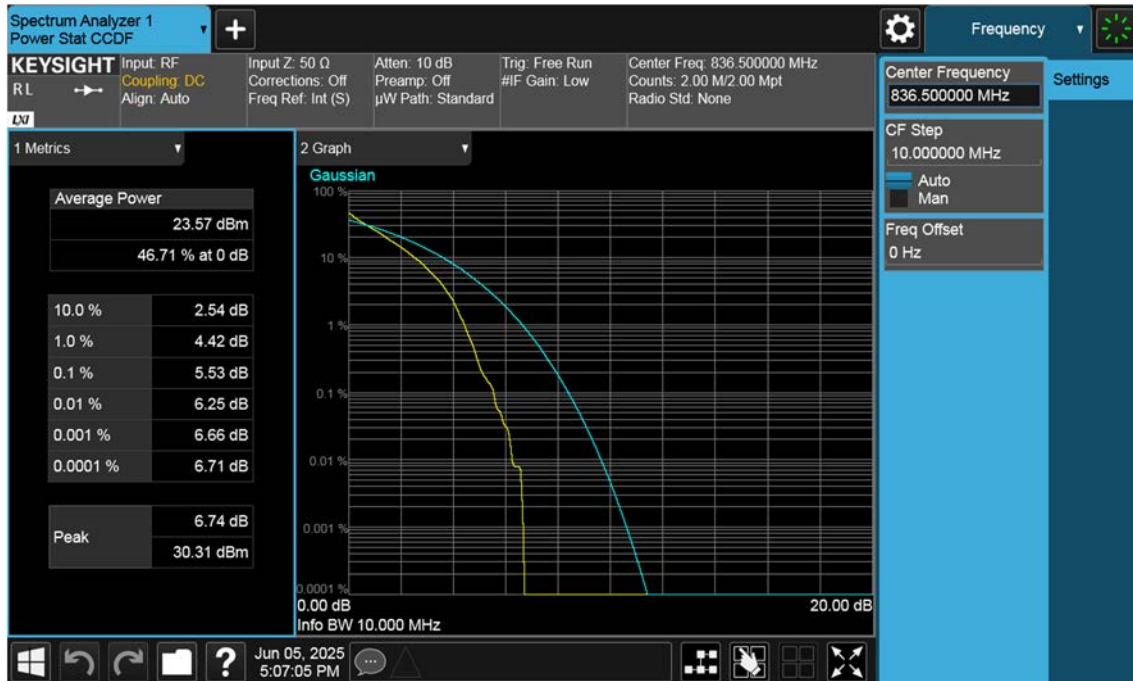 Spectrum Analyzer 1
Power Stat CCDF
+
Frequency
KEYSIGHT
R L
LXI
Input: RF
Coupling: DC
Align: Auto
Input Z: 50 Ω
Corrections: Off
Freq Ref: Int (S)
Atten: 10 dB
Preamp: Off
µW Path: Standard
Trig: Free Run
#IF Gain: Low
Center Freq: 836.500000 MHz
Counts: 2.00 M/2.00 Mpt
Radio Std: None
Center Frequency
836.500000 MHz
Settings
CF Step
10.000000 MHz
Auto
Man
Freq Offset
0 Hz
1 Metrics
Average Power
23.57 dBm
46.71 % at 0 dB
10.0 % 2.54 dB
1.0 % 4.42 dB
0.1 % 5.53 dB
0.01 % 6.25 dB
0.001 % 6.66 dB
0.0001 % 6.71 dB
Peak
6.74 dB
30.31 dBm
2 Graph
Gaussian
100 %
10 %
1 %
0.1 %
0.01 %
0.001 %
0.0001 %
0.00 dB 20.00 dB
Info BW 10.000 MHz
?
Jun 05, 2025
5:07:05 PM